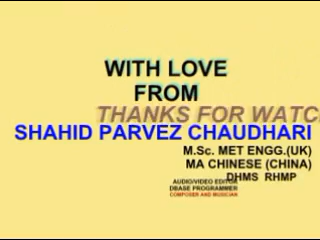 WITH LOVE
FROM
THANKS FOR WATC
SHAHID PARVEZ CHAUDHARI
M.Sc. MET ENGG.(UK)
MA CHINESE (CHINA)
DHMS RHMP
AUDIO/VIDEO EDITOR
DBASE PROGRAMMER
COMPOSER AND MUSICIAN